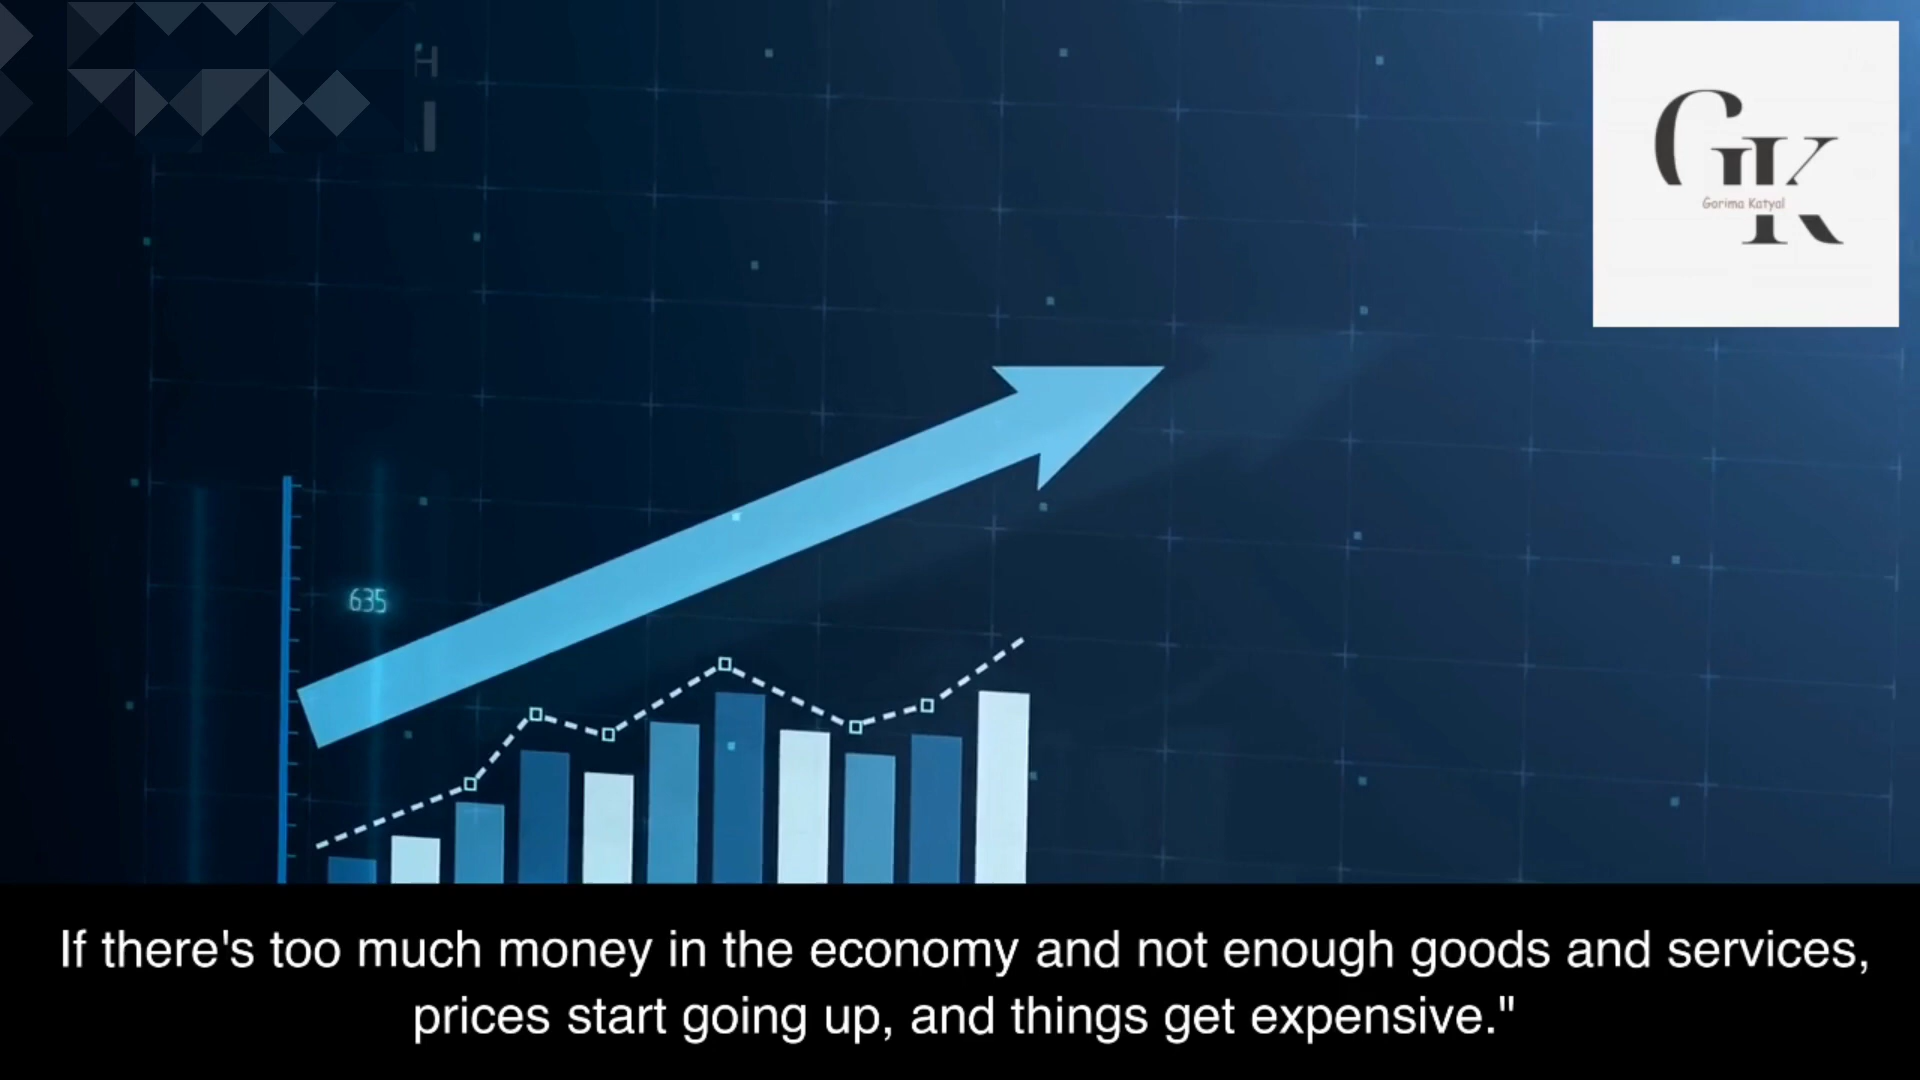 H
GK
Gorima Katyal
635
If there's too much money in the economy and not enough goods and services,
prices start going up, and things get expensive."